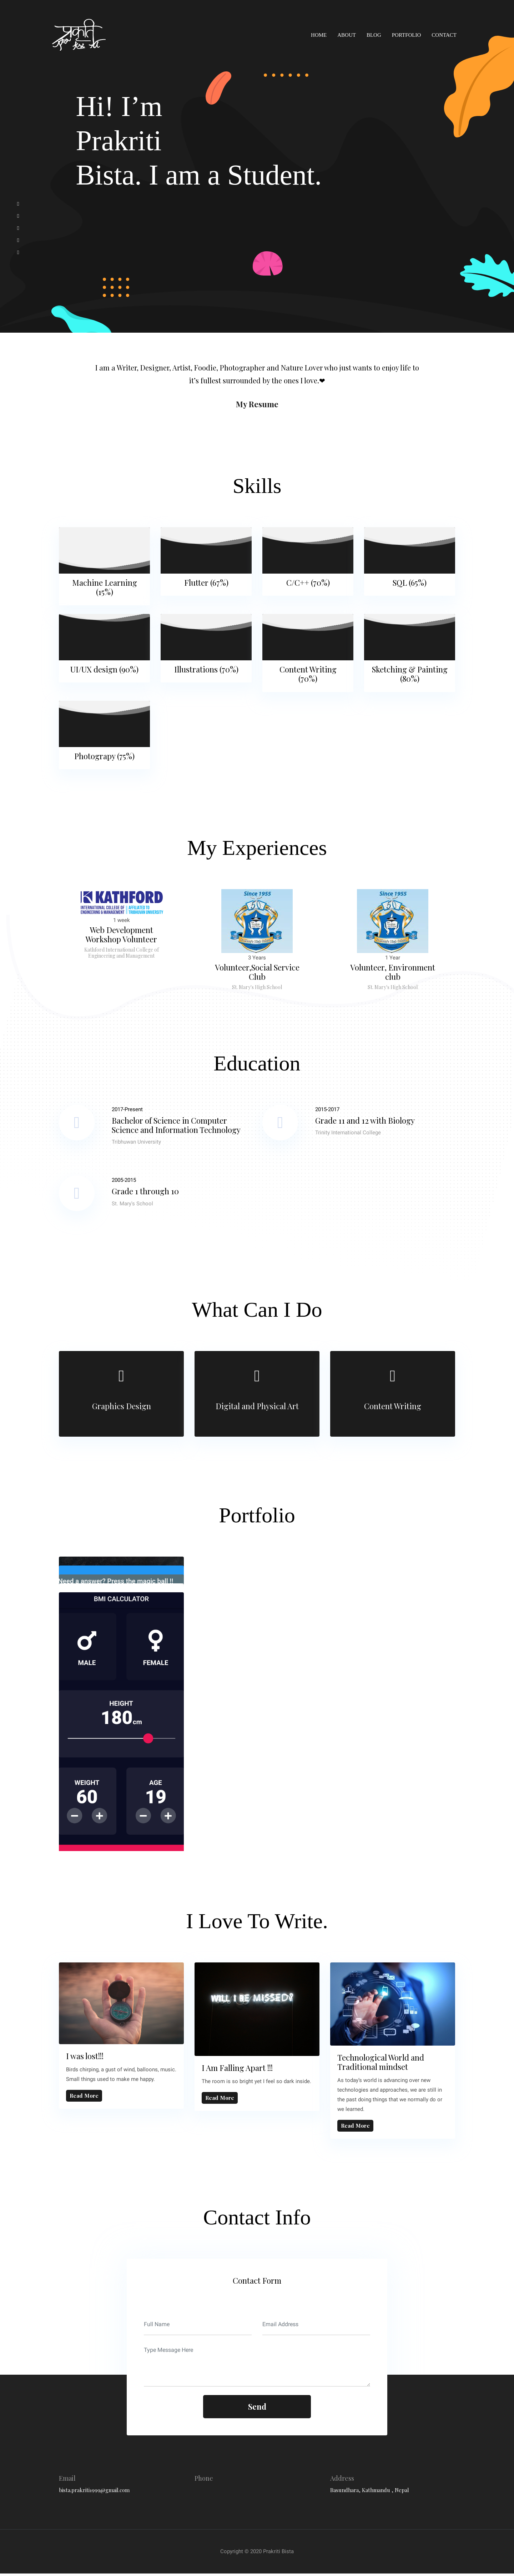 प्रकृति
HOME ABOUT BLOG PORTFOLIO CONTACT
Hi! I’m
Prakriti
Bista. I am a Student.
I am a Writer, Designer, Artist, Foodie, Photographer and Nature Lover who just wants to enjoy life to
it’s fullest surrounded by the ones I love.❤
My Resume
Skills
Machine Learning
(15%)
Flutter (67%)
C/C++ (70%)
SQL (65%)
UI/UX design (90%)
Illustrations (70%)
Content Writing
(70%)
Sketching & Painting
(80%)
Photograpy (75%)
My Experiences
KATHFORD
INTERNATIONAL COLLEGE OF
ENGINEERING & MANAGEMENT
AFFILIATED TO
TRIBHUVAN UNIVERSITY
1 week
Web Development
Workshop Volunteer
Kathford International College of
Engineering and Management
Since 1955
3 Years
Volunteer,Social Service
Club
St. Mary's High School
Since 1955
1 Year
Volunteer, Environment
club
St. Mary's High School
Education
2017-Present
Bachelor of Science in Computer
Science and Information Technology
Tribhuwan University
2015-2017
Grade 11 and 12 with Biology
Trinity International College
2005-2015
Grade 1 through 10
St. Mary's School
What Can I Do
Graphics Design
Digital and Physical Art
Content Writing
Portfolio
Need a answer? Press the magic ball !!
BMI CALCULATOR
MALE
FEMALE
HEIGHT
180cm
WEIGHT
60
AGE
19
I Love To Write.
I was lost!!!
Birds chirping, a gust of wind, balloons, music.
Small things used to make me happy.
Read More
WILL I BE MISSED?
I Am Falling Apart !!!
The room is so bright yet I feel so dark inside.
Read More
Technological World and
Traditional mindset
As today’s world is advancing over new
technologies and approaches, we are still in
the past doing things that we normally do or
we learned.
Read More
Contact Info
Contact Form
Full Name
Email Address
Type Message Here
Send
Email
bista.prakriti1999@gmail.com
Phone
Address
Basundhara, Kathmandu , Nepal
Copyright © 2020 Prakriti Bista